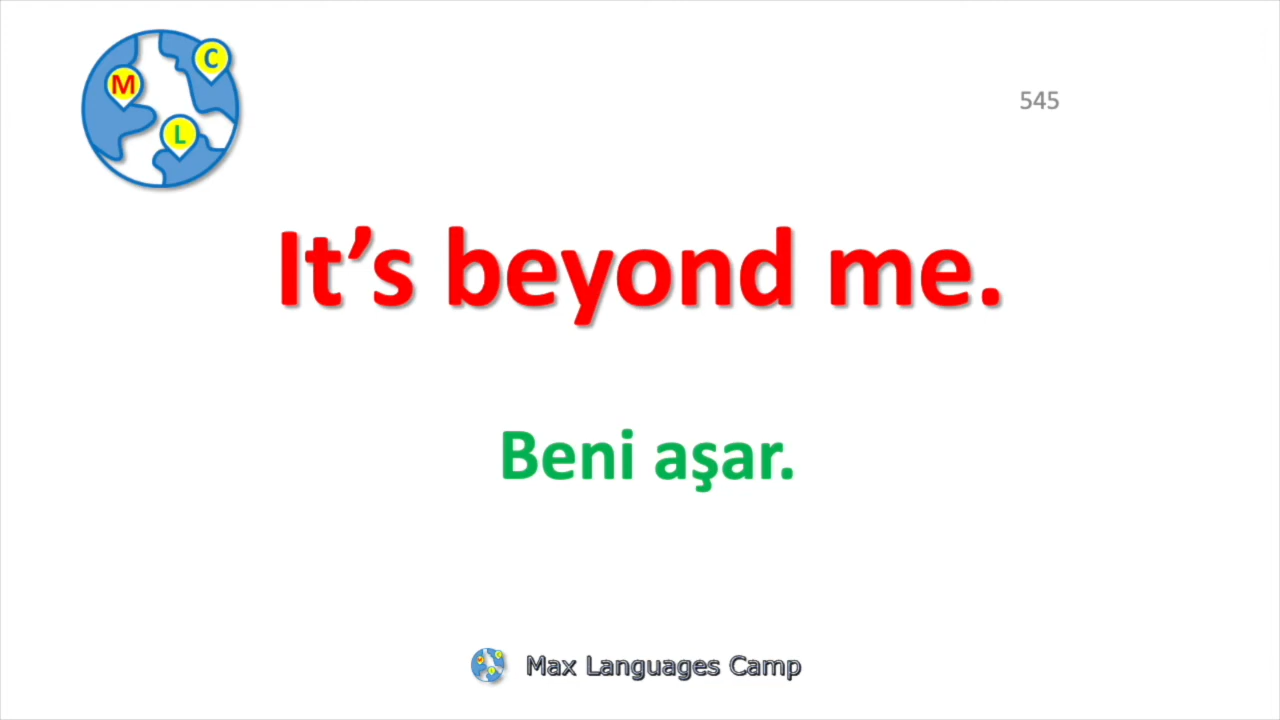 C
M
L
545
It’s beyond me.
Beni aşar.
Max Languages Camp